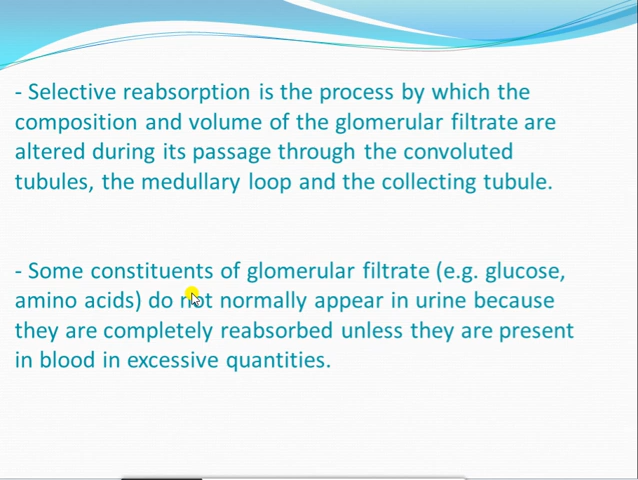 - Selective reabsorption is the process by which the
composition and volume of the glomerular filtrate are
altered during its passage through the convoluted
tubules, the medullary loop and the collecting tubule.
- Some constituents of glomerular filtrate (e.g. glucose,
amino acids) do not normally appear in urine because
they are completely reabsorbed unless they are present
in blood in excessive quantities.